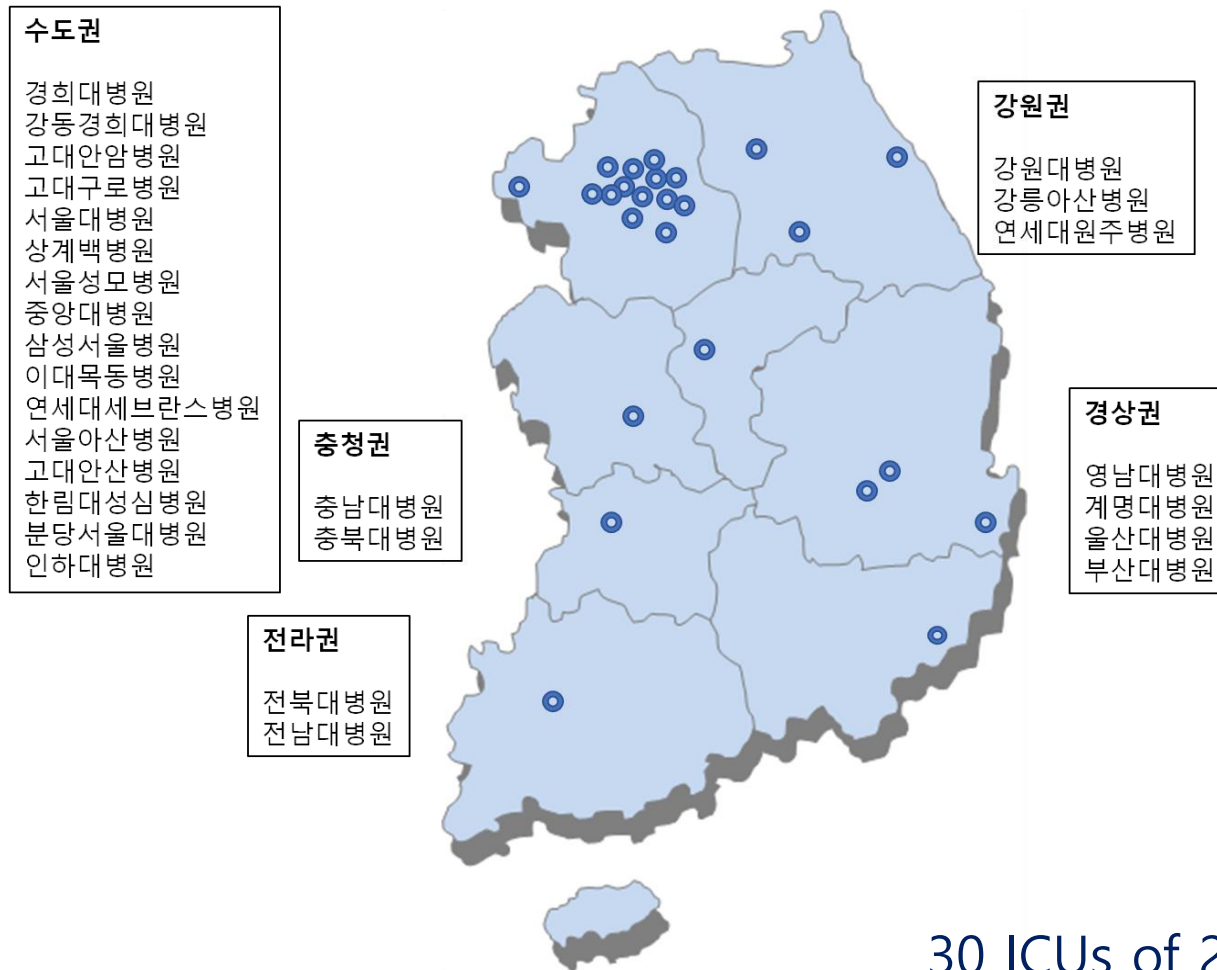 수도권
경희대병원
강동경희대병원
고대안암병원
고대구로병원
서울대병원
상계백병원
서울성모병원
중앙대병원
삼성서울병원
이대목동병원
연세대세브란스병원
서울아산병원
고대안산병원
한림대성심병원
분당서울대병원
인하대병원
강원권
강원대병원
강릉아산병원
연세대원주병원
충청권
충남대병원
충북대병원
경상권
영남대병원
계명대병원
울산대병원
부산대병원
전라권
전북대병원
전남대병원
30 ICUs of 2